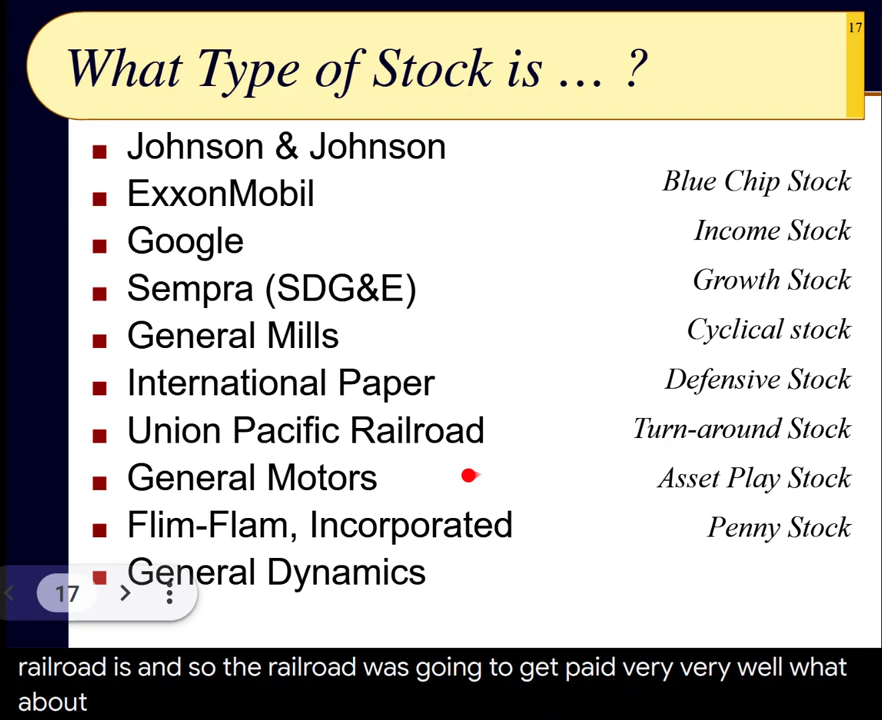 17
What Type of Stock is … ?
Johnson & Johnson
ExxonMobil
Google
Sempra (SDG&E)
General Mills
International Paper
Union Pacific Railroad
General Motors
Flim-Flam, Incorporated
General Dynamics
Blue Chip Stock
Income Stock
Growth Stock
Cyclical stock
Defensive Stock
Turn-around Stock
Asset Play Stock
Penny Stock
17
railroad is and so the railroad was going to get paid very very well what
about